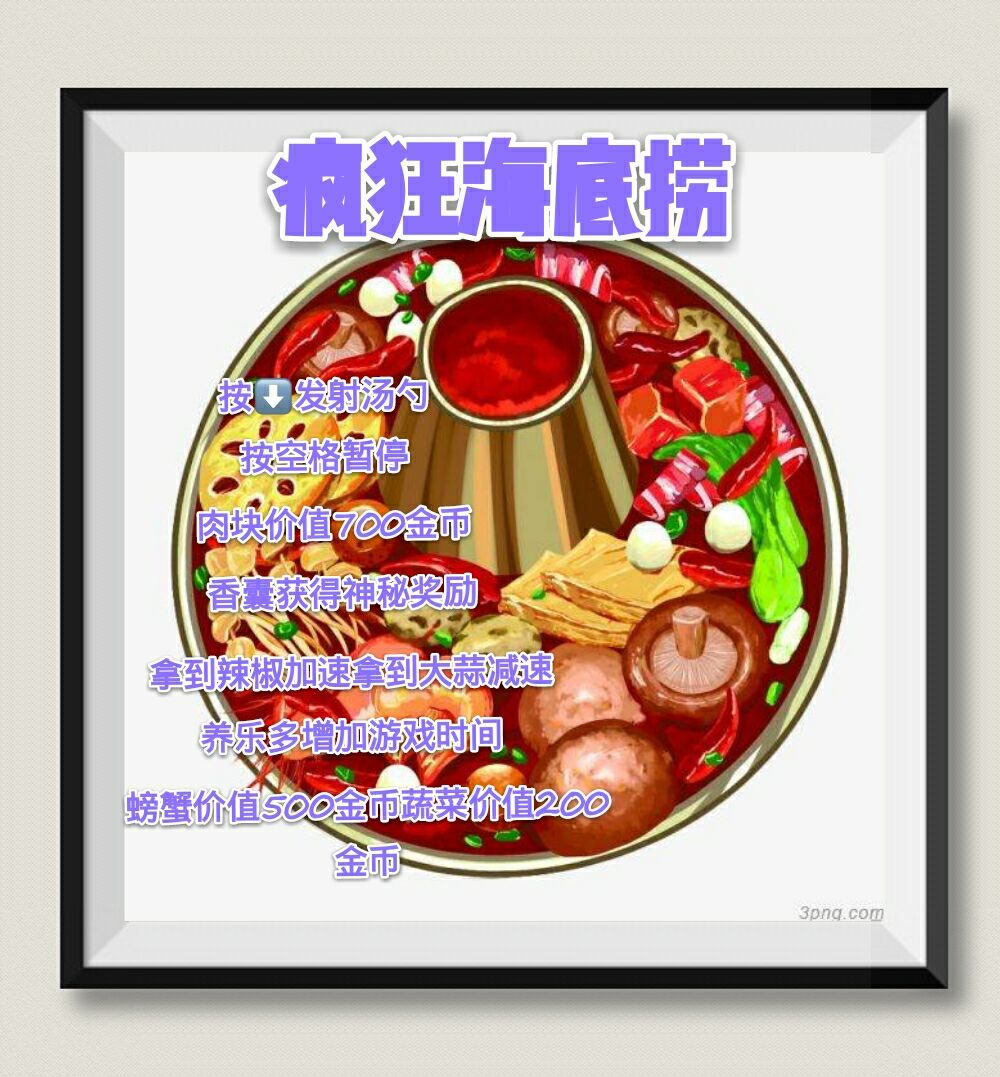 疯狂海底捞
按⬇️发射汤勺
按空格暂停
肉块价值700金币
香囊获得神秘奖励
拿到辣椒加速拿到大蒜减速
养乐多增加游戏时间
螃蟹价值500金币蔬菜价值200
金币
3png.com